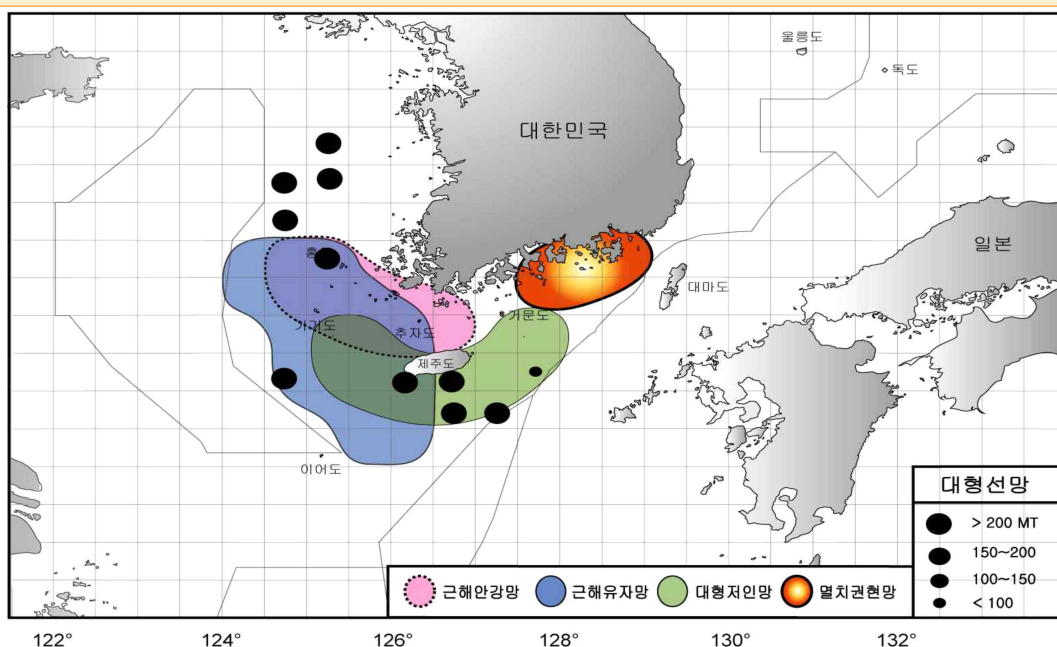 울릉도
독도
대한민국
일본
대마도
홍
가거도
추자도
거문도
제주도
이어도
대형선망
> 200 MT
150~200
100~150
< 100
근해안강망 근해유자망 대형저인망 멸치권현망
122° 124° 126° 128° 130° 132°